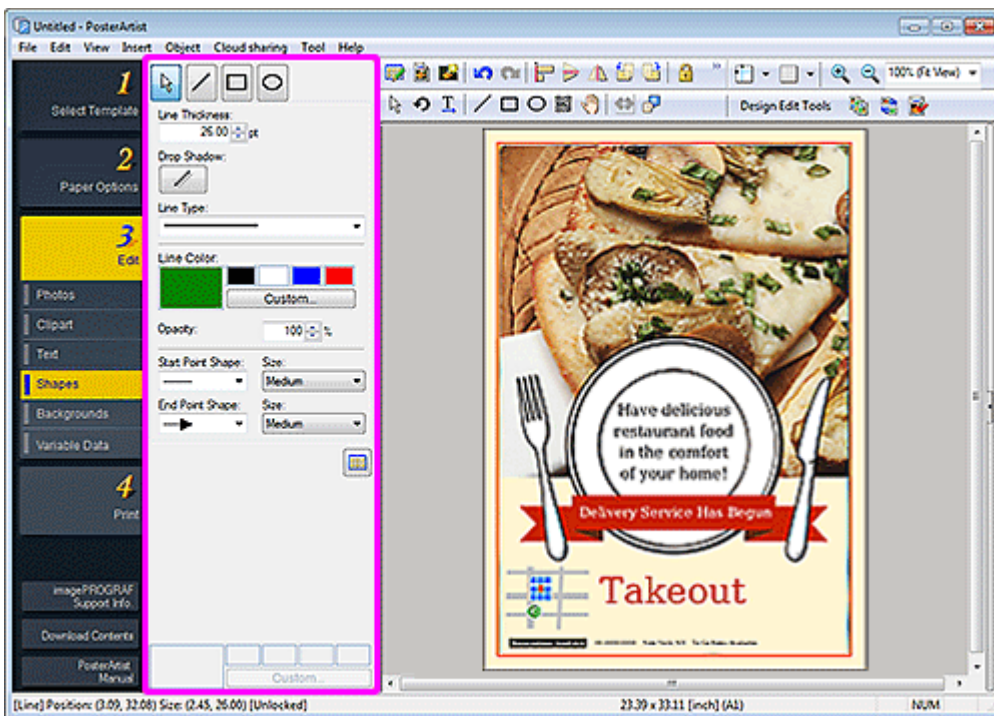 Untitled - PosterArtist
File Edit View Insert Object Cloud sharing Tool Help
1
Select Template
2
Paper Options
3
Edit
Photos
Clipart
Text
Shapes
Backgrounds
Variable Data
4
Print
imagePROGRAF
Support Info.
Download Contents
PosterArtist
Manual
Line Thickness:
26.00 pt
Drop Shadow:
Line Type:
Line Color:
Custom...
Opacity: 100 %
Start Point Shape: Size:
Medium
End Point Shape: Size:
Medium
Custom...
100% (Fit View)
Design Edit Tools
Have delicious
restaurant food
in the comfort
of your home!
Delivery Service Has Begun
Takeout
[Line] Position: (3.09, 32.08) Size: (2.45, 26.00) [Unlocked] 23.39 x 33.11 [inch] (A1) NUM